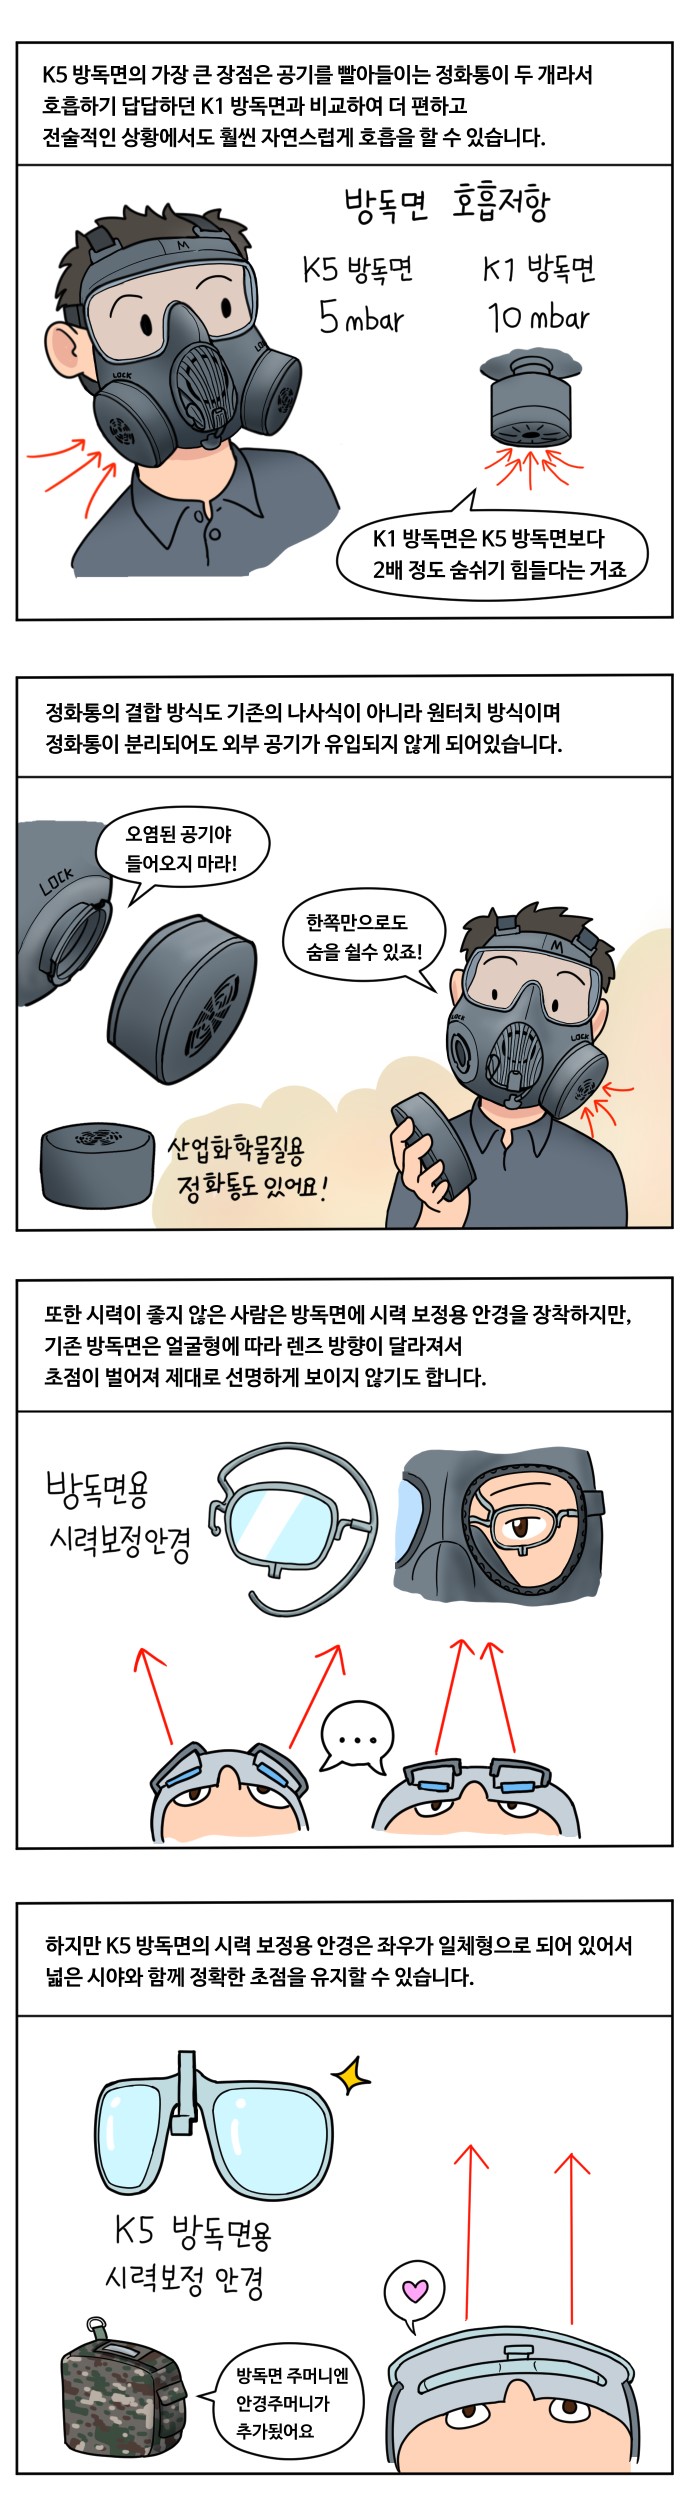 K5 방독면의 가장 큰 장점은 공기를 빨아들이는 정화통이 두 개라서
호흡하기 답답하던 K1 방독면과 비교하여 더 편하고
전술적인 상황에서도 훨씬 자연스럽게 호흡을 할 수 있습니다.
방독면 호흡저항
K5 방독면
5 mbar
K1 방독면
10 mbar
M
LOCK
LOCK
K1 방독면은 K5 방독면보다
2배 정도 숨쉬기 힘들다는 거죠
정화통의 결합 방식도 기존의 나사식이 아니라 원터치 방식이며
정화통이 분리되어도 외부 공기가 유입되지 않게 되어있습니다.
오염된 공기야
들어오지 마라!
LOCK
한쪽만으로도
숨을 쉴수 있죠!
M
LOCK
LOCK
산업화학물질용
정화통도 있어요!
또한 시력이 좋지 않은 사람은 방독면에 시력 보정용 안경을 장착하지만,
기존 방독면은 얼굴형에 따라 렌즈 방향이 달라져서
초점이 벌어져 제대로 선명하게 보이지 않기도 합니다.
방독면용
시력보정안경
...
하지만 K5 방독면의 시력 보정용 안경은 좌우가 일체형으로 되어 있어서
넓은 시야와 함께 정확한 초점을 유지할 수 있습니다.
K5 방독면용
시력보정 안경
방독면 주머니엔
안경주머니가
추가됐어요